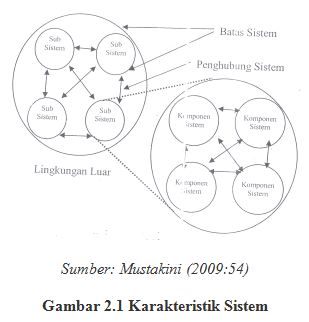 Sub
Sistem
Sub
Sistem
Batas Sistem
Penghubung Sistem
Sub
Sistem
Sub
Sistem
Komponen
Sistem
Komponen
Sistem
Lingkungan Luar
Komponen
Sistem
Komponen
Sistem
Sumber: Mustakini (2009:54)
Gambar 2.1 Karakteristik Sistem